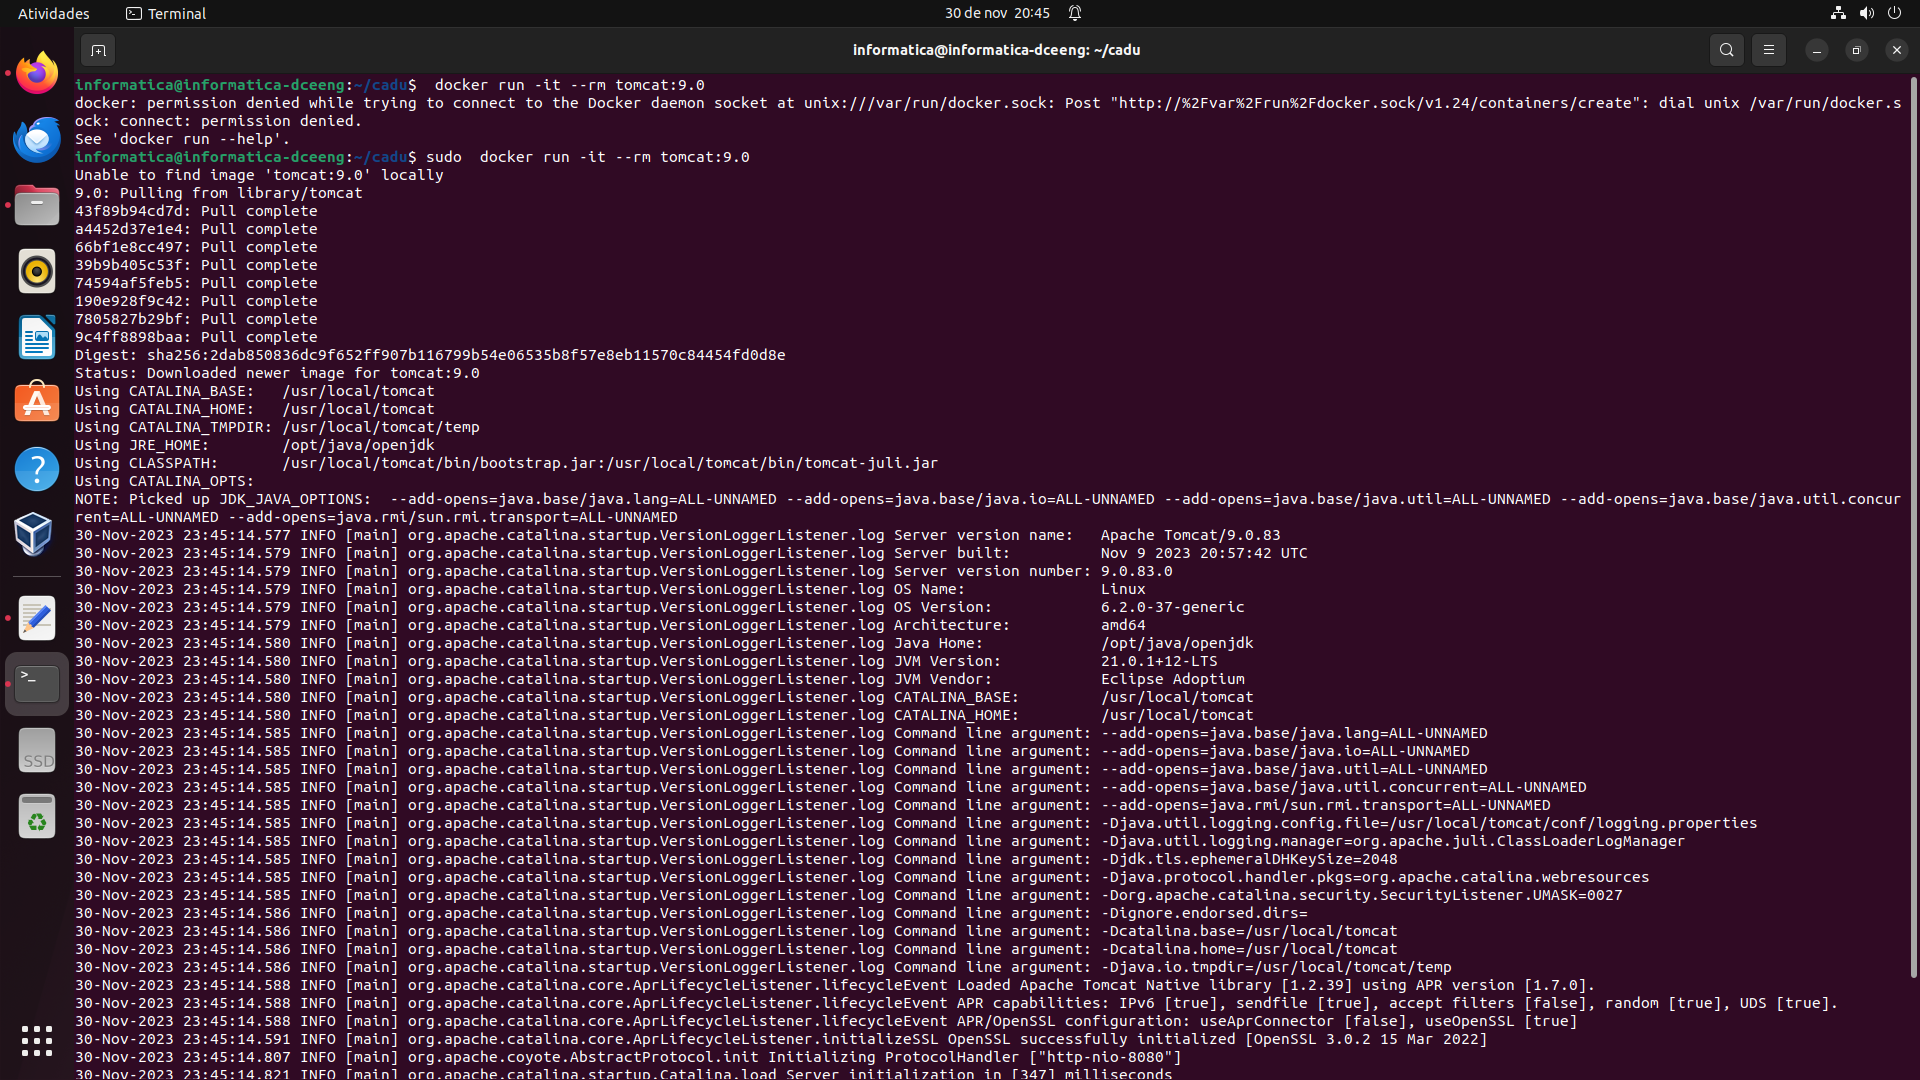 Atividades
Terminal
30 de nov 20:45
informatica@informatica-dceeng: ~/cadu
informatica@informatica-dceeng:~/cadu$  docker run -it --rm tomcat:9.0
docker: permission denied while trying to connect to the Docker daemon socket at unix:///var/run/docker.sock: Post "http://%2Fvar%2Frun%2Fdocker.sock/v1.24/containers/create": dial unix /var/run/docker.s
ock: connect: permission denied.
See 'docker run --help'.
informatica@informatica-dceeng:~/cadu$ sudo  docker run -it --rm tomcat:9.0
Unable to find image 'tomcat:9.0' locally
9.0: Pulling from library/tomcat
43f89b94cd7d: Pull complete
a4452d37e1e4: Pull complete
66bf1e8cc497: Pull complete
39b9b405c53f: Pull complete
74594af5feb5: Pull complete
190e928f9c42: Pull complete
7805827b29bf: Pull complete
9c4ff8898baa: Pull complete
Digest: sha256:2dab850836dc9f652ff907b116799b54e06535b8f57e8eb11570c84454fd0d8e
Status: Downloaded newer image for tomcat:9.0
Using CATALINA_BASE:   /usr/local/tomcat
Using CATALINA_HOME:   /usr/local/tomcat
Using CATALINA_TMPDIR: /usr/local/tomcat/temp
Using JRE_HOME:        /opt/java/openjdk
Using CLASSPATH:       /usr/local/tomcat/bin/bootstrap.jar:/usr/local/tomcat/bin/tomcat-juli.jar
Using CATALINA_OPTS:
NOTE: Picked up JDK_JAVA_OPTIONS:  --add-opens=java.base/java.lang=ALL-UNNAMED --add-opens=java.base/java.io=ALL-UNNAMED --add-opens=java.base/java.util=ALL-UNNAMED --add-opens=java.base/java.util.concur
rent=ALL-UNNAMED --add-opens=java.rmi/sun.rmi.transport=ALL-UNNAMED
30-Nov-2023 23:45:14.577 INFO [main] org.apache.catalina.startup.VersionLoggerListener.log Server version name:   Apache Tomcat/9.0.83
30-Nov-2023 23:45:14.579 INFO [main] org.apache.catalina.startup.VersionLoggerListener.log Server built:          Nov 9 2023 20:57:42 UTC
30-Nov-2023 23:45:14.579 INFO [main] org.apache.catalina.startup.VersionLoggerListener.log Server version number: 9.0.83.0
30-Nov-2023 23:45:14.579 INFO [main] org.apache.catalina.startup.VersionLoggerListener.log OS Name:               Linux
30-Nov-2023 23:45:14.579 INFO [main] org.apache.catalina.startup.VersionLoggerListener.log OS Version:            6.2.0-37-generic
30-Nov-2023 23:45:14.579 INFO [main] org.apache.catalina.startup.VersionLoggerListener.log Architecture:          amd64
30-Nov-2023 23:45:14.580 INFO [main] org.apache.catalina.startup.VersionLoggerListener.log Java Home:             /opt/java/openjdk
30-Nov-2023 23:45:14.580 INFO [main] org.apache.catalina.startup.VersionLoggerListener.log JVM Version:           21.0.1+12-LTS
30-Nov-2023 23:45:14.580 INFO [main] org.apache.catalina.startup.VersionLoggerListener.log JVM Vendor:            Eclipse Adoptium
30-Nov-2023 23:45:14.580 INFO [main] org.apache.catalina.startup.VersionLoggerListener.log CATALINA_BASE:         /usr/local/tomcat
30-Nov-2023 23:45:14.580 INFO [main] org.apache.catalina.startup.VersionLoggerListener.log CATALINA_HOME:         /usr/local/tomcat
30-Nov-2023 23:45:14.585 INFO [main] org.apache.catalina.startup.VersionLoggerListener.log Command line argument: --add-opens=java.base/java.lang=ALL-UNNAMED
30-Nov-2023 23:45:14.585 INFO [main] org.apache.catalina.startup.VersionLoggerListener.log Command line argument: --add-opens=java.base/java.io=ALL-UNNAMED
30-Nov-2023 23:45:14.585 INFO [main] org.apache.catalina.startup.VersionLoggerListener.log Command line argument: --add-opens=java.base/java.util=ALL-UNNAMED
30-Nov-2023 23:45:14.585 INFO [main] org.apache.catalina.startup.VersionLoggerListener.log Command line argument: --add-opens=java.base/java.util.concurrent=ALL-UNNAMED
30-Nov-2023 23:45:14.585 INFO [main] org.apache.catalina.startup.VersionLoggerListener.log Command line argument: --add-opens=java.rmi/sun.rmi.transport=ALL-UNNAMED
30-Nov-2023 23:45:14.585 INFO [main] org.apache.catalina.startup.VersionLoggerListener.log Command line argument: -Djava.util.logging.config.file=/usr/local/tomcat/conf/logging.properties
30-Nov-2023 23:45:14.585 INFO [main] org.apache.catalina.startup.VersionLoggerListener.log Command line argument: -Djava.util.logging.manager=org.apache.juli.ClassLoaderLogManager
30-Nov-2023 23:45:14.585 INFO [main] org.apache.catalina.startup.VersionLoggerListener.log Command line argument: -Djdk.tls.ephemeralDHKeySize=2048
30-Nov-2023 23:45:14.585 INFO [main] org.apache.catalina.startup.VersionLoggerListener.log Command line argument: -Djava.protocol.handler.pkgs=org.apache.catalina.webresources
30-Nov-2023 23:45:14.585 INFO [main] org.apache.catalina.startup.VersionLoggerListener.log Command line argument: -Dorg.apache.catalina.security.SecurityListener.UMASK=0027
30-Nov-2023 23:45:14.586 INFO [main] org.apache.catalina.startup.VersionLoggerListener.log Command line argument: -Dignore.endorsed.dirs=
30-Nov-2023 23:45:14.586 INFO [main] org.apache.catalina.startup.VersionLoggerListener.log Command line argument: -Dcatalina.base=/usr/local/tomcat
30-Nov-2023 23:45:14.586 INFO [main] org.apache.catalina.startup.VersionLoggerListener.log Command line argument: -Dcatalina.home=/usr/local/tomcat
30-Nov-2023 23:45:14.586 INFO [main] org.apache.catalina.startup.VersionLoggerListener.log Command line argument: -Djava.io.tmpdir=/usr/local/tomcat/temp
30-Nov-2023 23:45:14.588 INFO [main] org.apache.catalina.core.AprLifecycleListener.lifecycleEvent Loaded Apache Tomcat Native library [1.2.39] using APR version [1.7.0].
30-Nov-2023 23:45:14.588 INFO [main] org.apache.catalina.core.AprLifecycleListener.lifecycleEvent APR capabilities: IPv6 [true], sendfile [true], accept filters [false], random [true], UDS [true].
30-Nov-2023 23:45:14.588 INFO [main] org.apache.catalina.core.AprLifecycleListener.lifecycleEvent APR/OpenSSL configuration: useAprConnector [false], useOpenSSL [true]
30-Nov-2023 23:45:14.591 INFO [main] org.apache.catalina.core.AprLifecycleListener.initializeSSL OpenSSL successfully initialized [OpenSSL 3.0.2 15 Mar 2022]
30-Nov-2023 23:45:14.807 INFO [main] org.apache.coyote.AbstractProtocol.init Initializing ProtocolHandler ["http-nio-8080"]
30-Nov-2023 23:45:14.821 INFO [main] org.apache.catalina.startup.Catalina.load Server initialization in [347] milliseconds
SSD